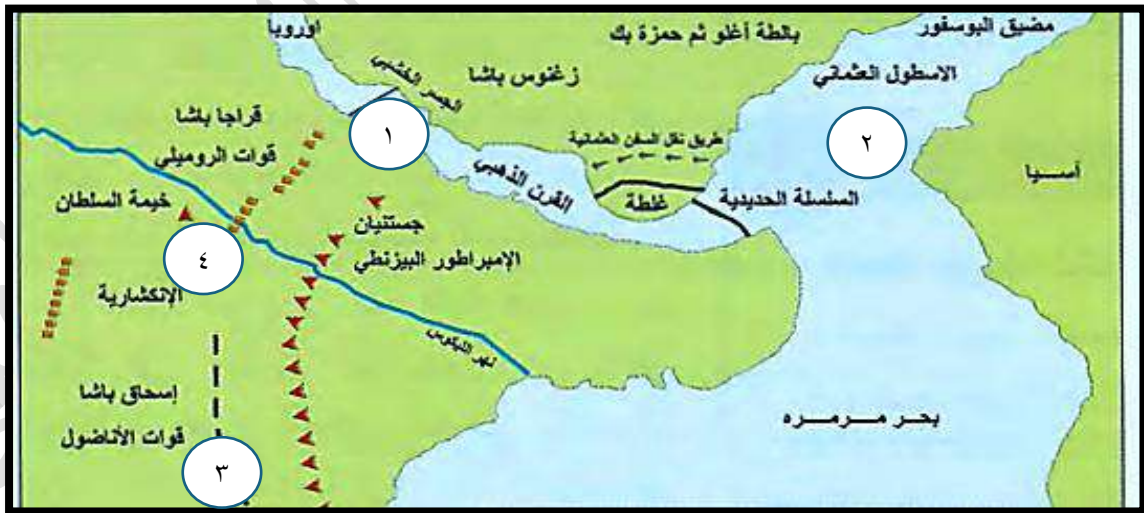 اوروبا
بالطة أغلو ثم حمزة بك
مضيق البوسفور
الجسر الخشبي
زغنوس باشا
الاسطول العثماني
قراجا باشا
قوات الروميلي
١
طريق نقل السفن العثمانية
٢
أسيا
خيمة السلطان
القرن الذهبي
غلطة
السلسلة الحديدية
جستنيان
الإمبراطور البيزنطي
٤
الإنكشارية
نهر الليكوس
إسحاق باشا
قوات الأناضول
بحر مرمره
٣